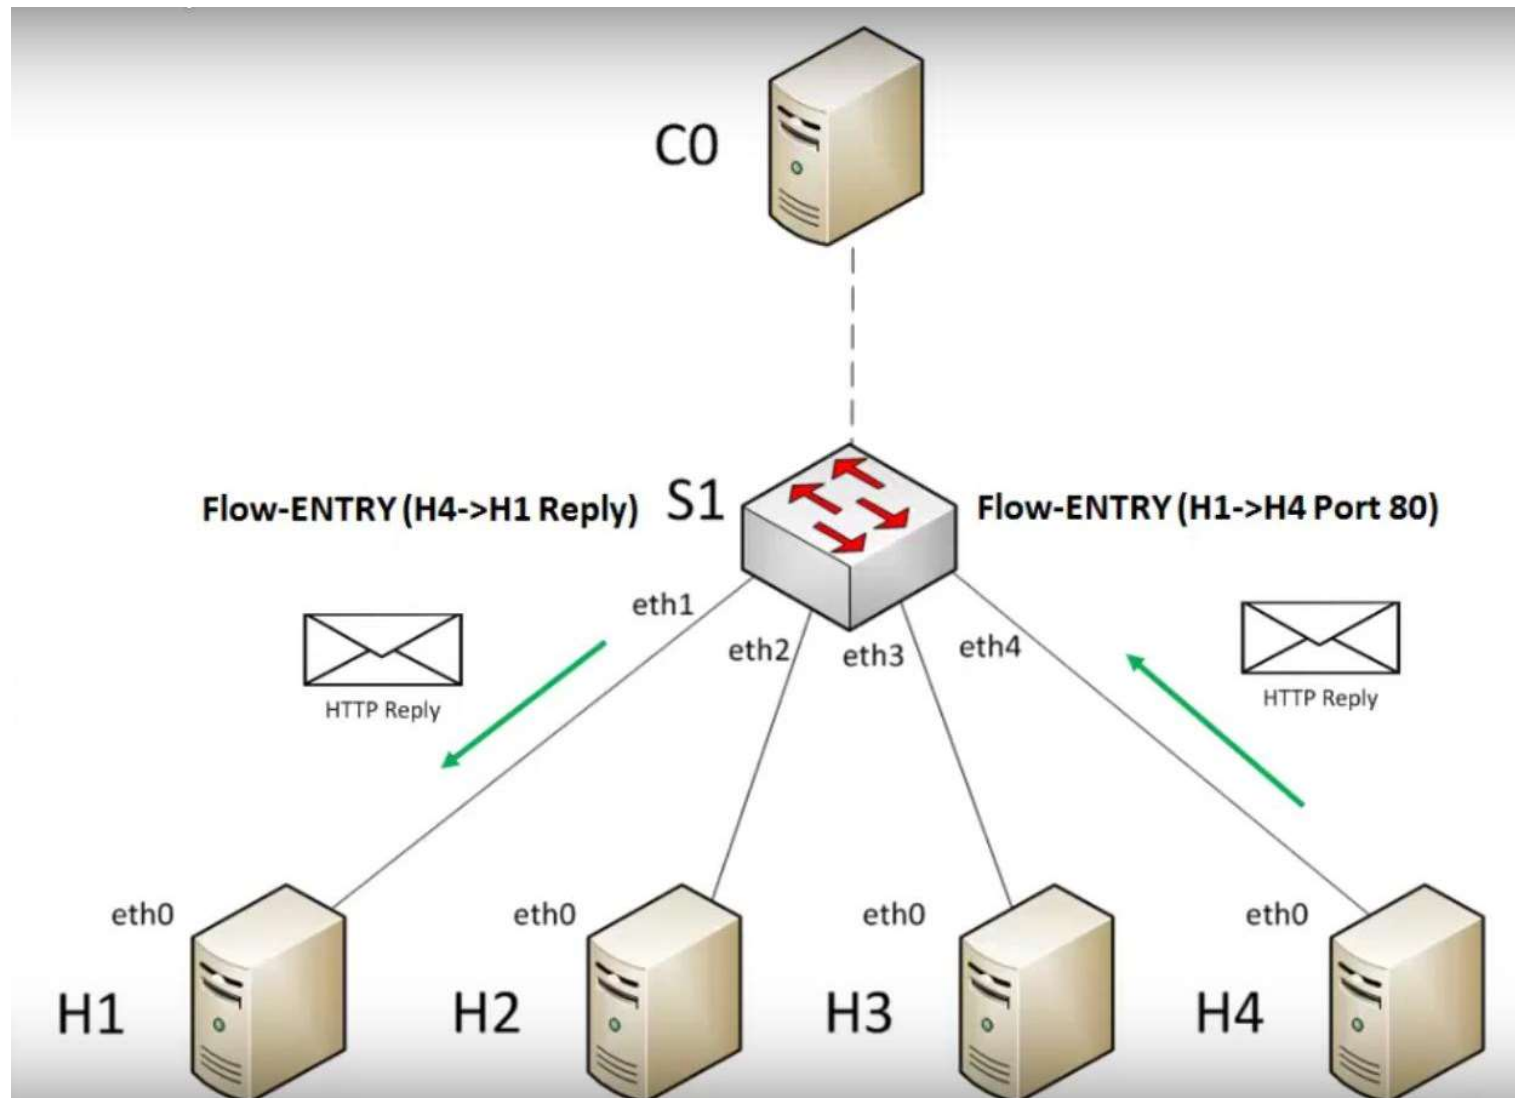 C0
Flow-ENTRY (H4->H1 Reply)
S1
Flow-ENTRY (H1->H4 Port 80)
eth1
eth2
eth3
eth4
HTTP Reply
HTTP Reply
eth0
eth0
eth0
eth0
H1
H2
H3
H4